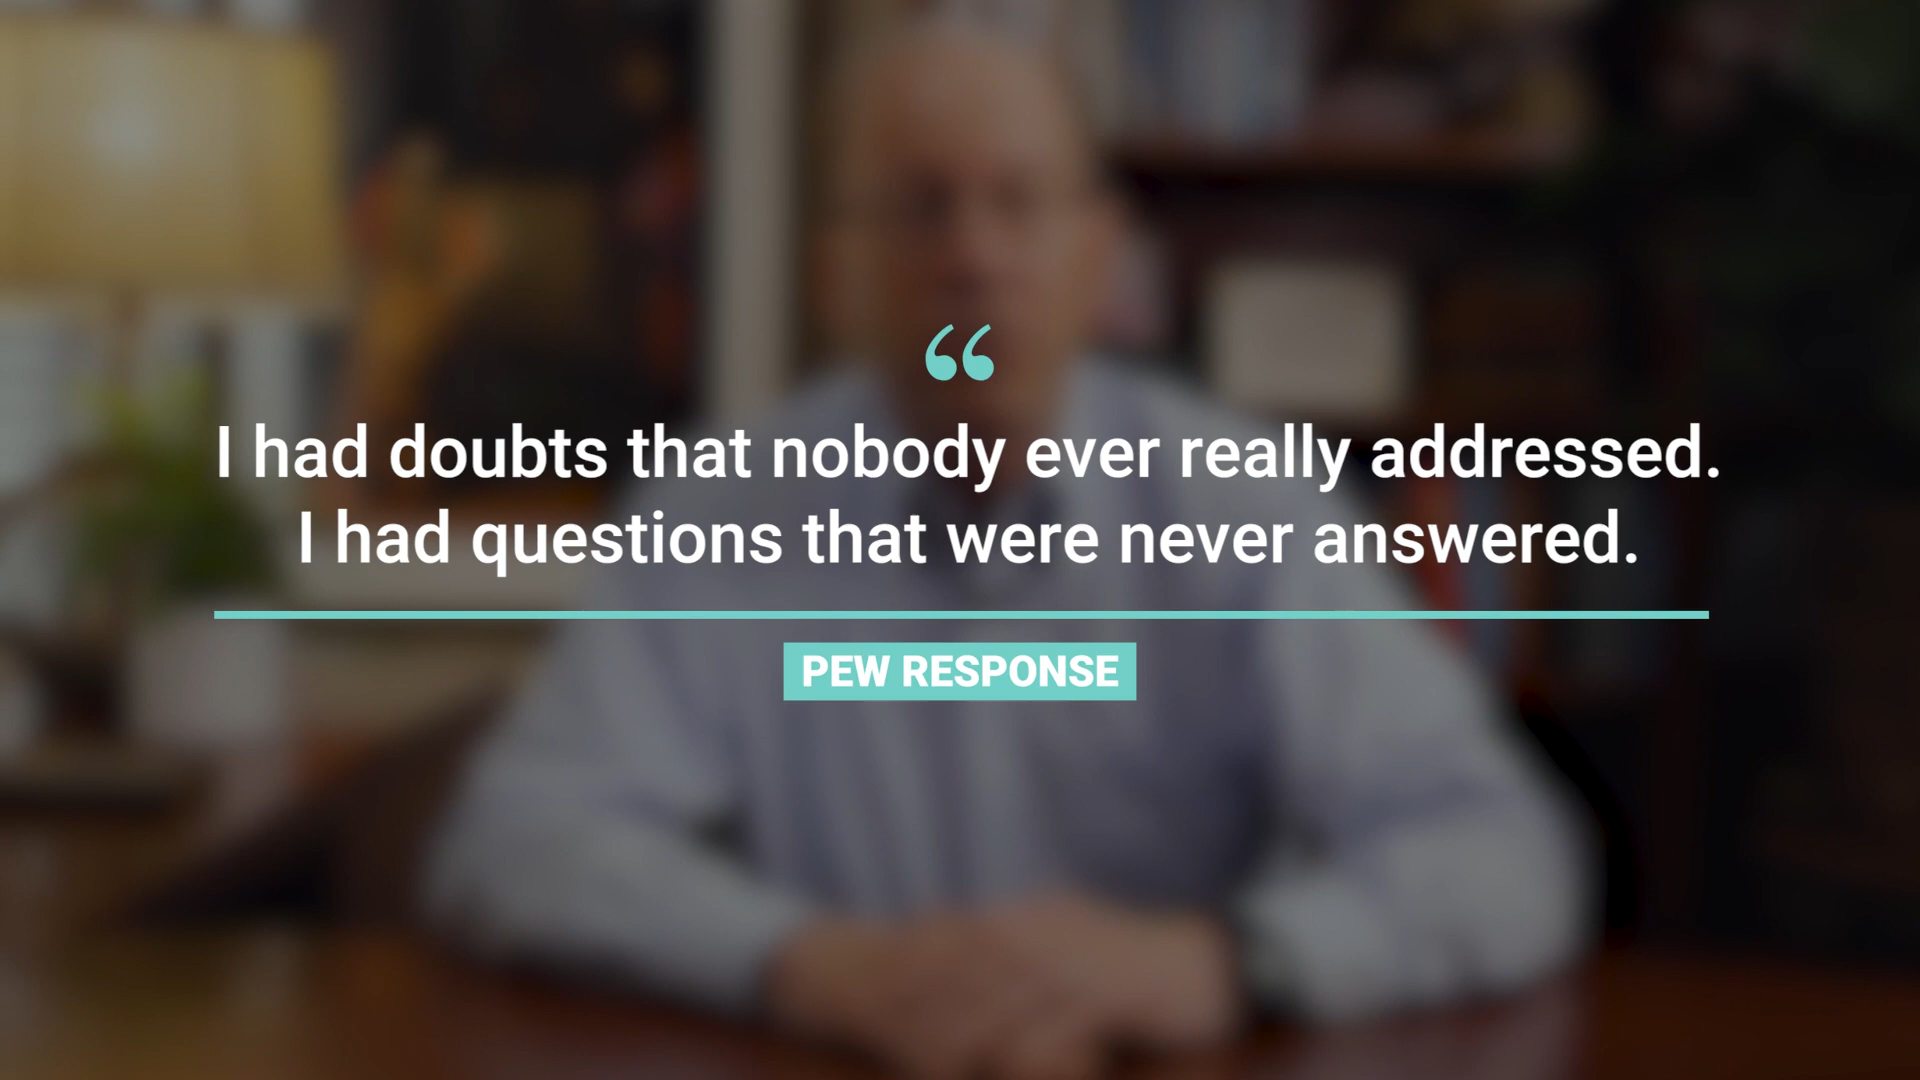 “
I had doubts that nobody ever really addressed.
I had questions that were never answered.
PEW RESPONSE